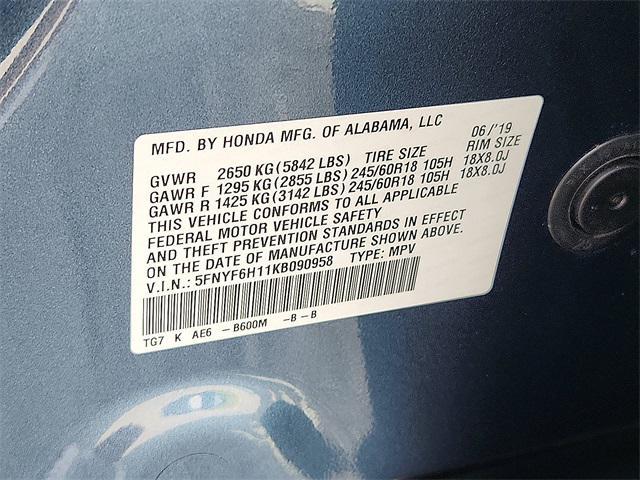 MFD. BY HONDA MFG. OF ALABAMA, LLC 06/'19
GVWR 2650 KG (5842 LBS) TIRE SIZE RIM SIZE
GAWR F 1295 KG (2855 LBS) 245/60R18 105H 18X8.0J
GAWR R 1425 KG (3142 LBS) 245/60R18 105H 18X8.0J
THIS VEHICLE CONFORMS TO ALL APPLICABLE
FEDERAL MOTOR VEHICLE SAFETY
AND THEFT PREVENTION STANDARDS IN EFFECT
ON THE DATE OF MANUFACTURE SHOWN ABOVE.
V.I.N.: 5FNYF6H11KB090958 TYPE: MPV
TG7 K AE6 -B600M -B-B